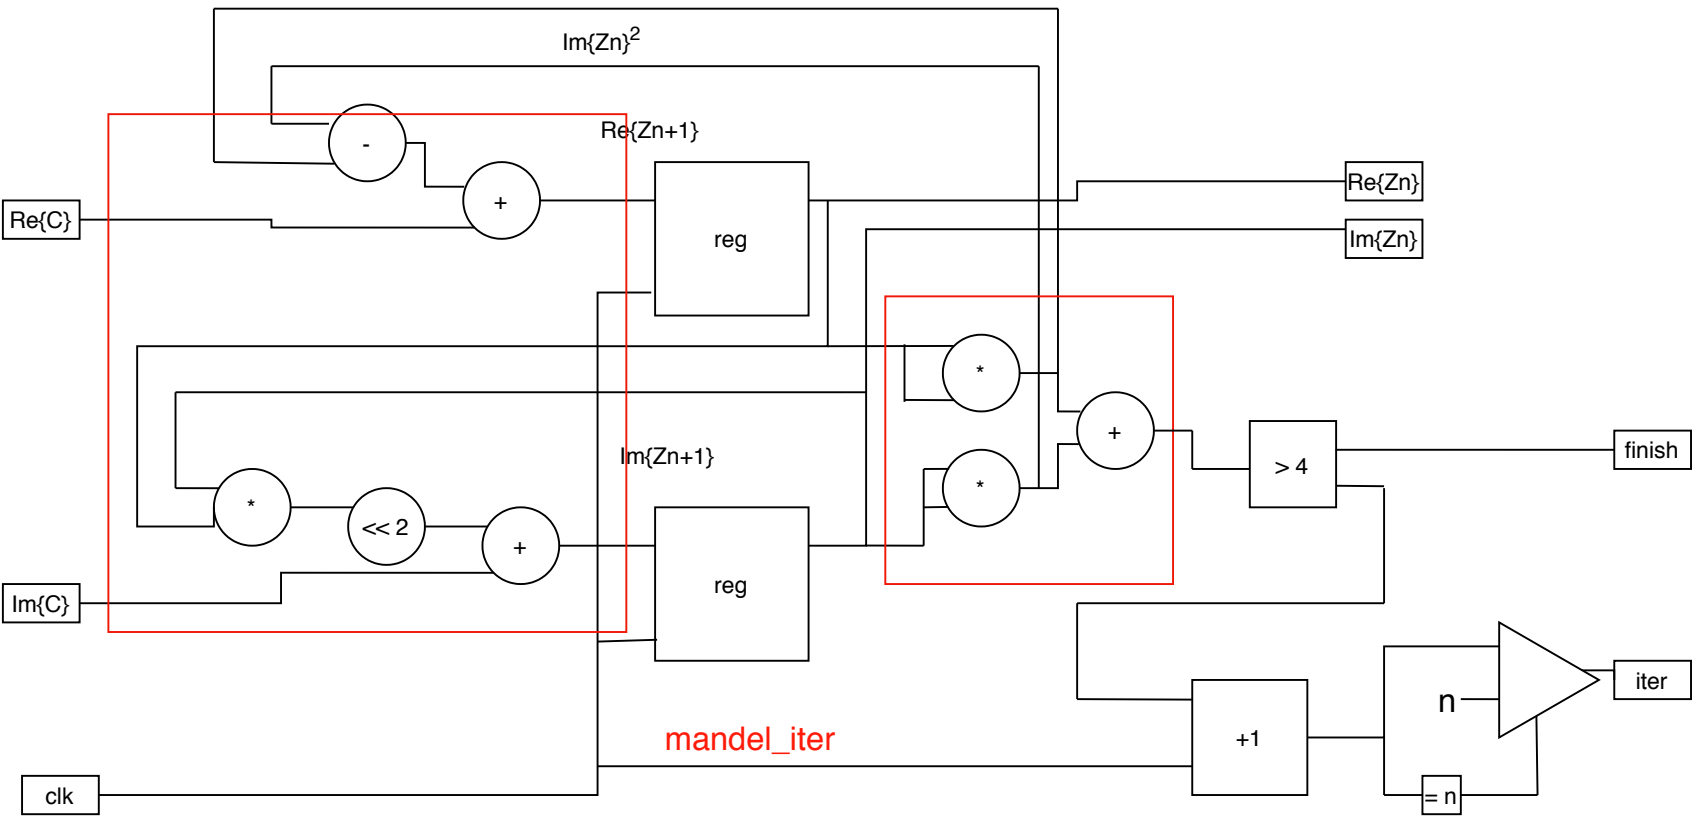 Im{Zn}²
-
Re{Zn+1}
+
Re{C}
reg
Re{Zn}
Im{Zn}
*
+
Im{Zn+1}
*
> 4
finish
*
<< 2
+
Im{C}
reg
n
iter
mandel_iter
+1
clk
= n